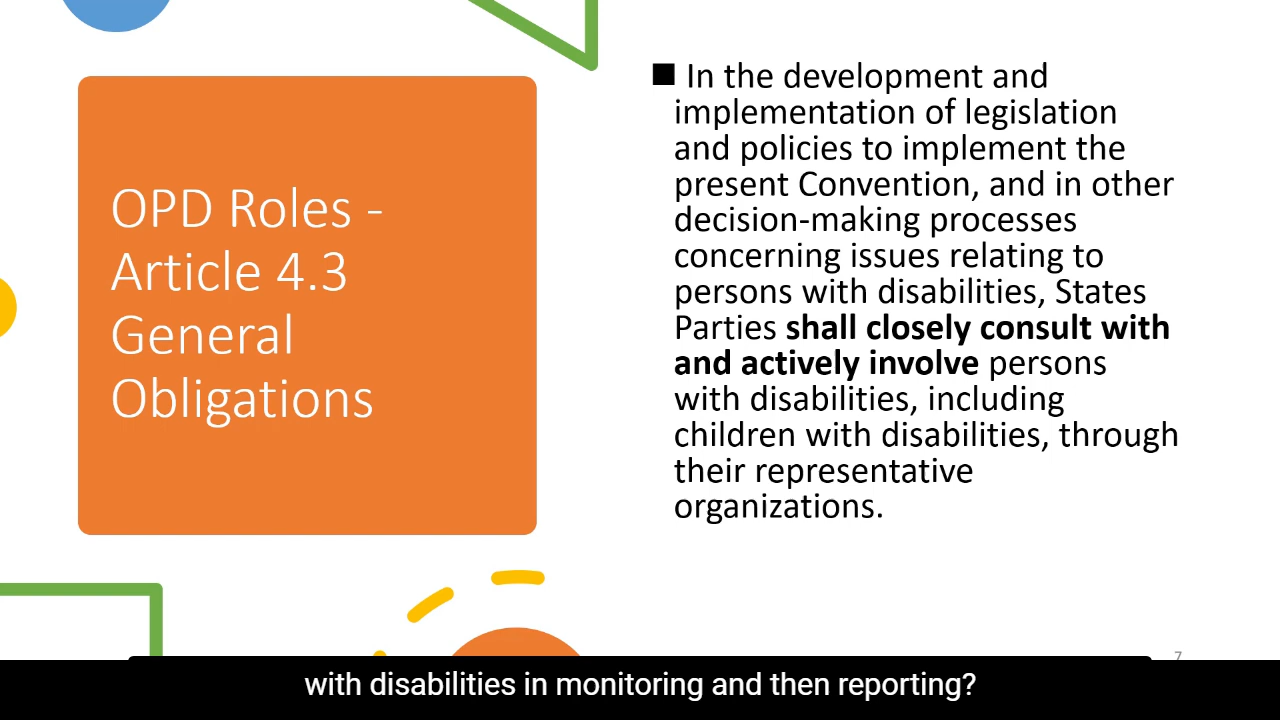 OPD Roles -
Article 4.3
General
Obligations
■ In the development and
implementation of legislation
and policies to implement the
present Convention, and in other
decision-making processes
concerning issues relating to
persons with disabilities, States
Parties shall closely consult with
and actively involve persons
with disabilities, including
children with disabilities, through
their representative
organizations.
7
with disabilities in monitoring and then reporting?